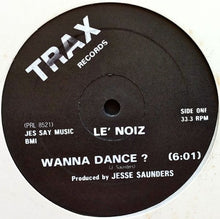 TRAX
RECORDS
(PRL 8521)
JES SAY MUSIC
BMI
LE' NOIZ
SIDE ONE
33.3 RPM
WANNA DANCE ? (6:01)
(J. Saunders)
Produced by JESSE SAUNDERS